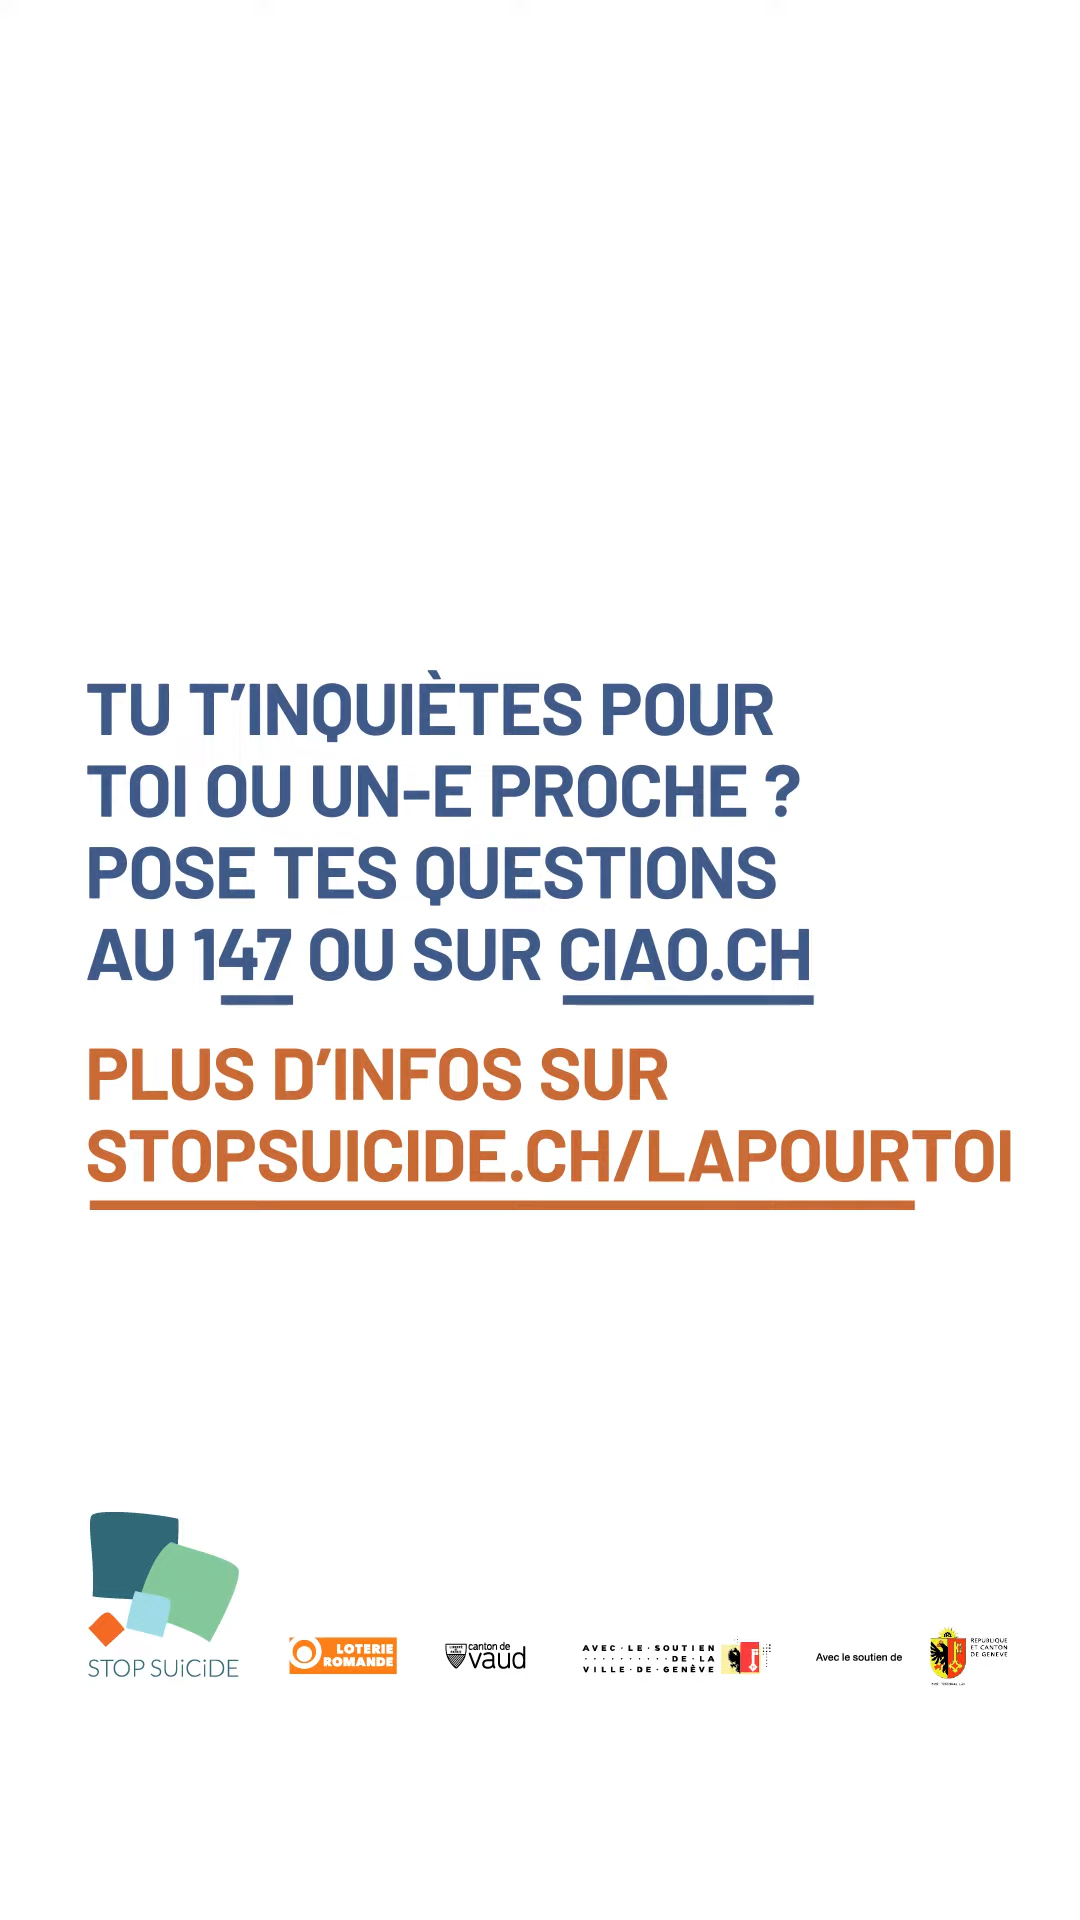 TU T’INQUIÈTES POUR
TOI OU UN-E PROCHE ?
POSE TES QUESTIONS
AU 147 OU SUR CIAO.CH
PLUS D’INFOS SUR
STOPSUICIDE.CH/LAPOURTOI
STOP SUiCiDE
LOTERIE
ROMANDE
canton de
vaud
AVEC·LE·SOUTIEN
DE·LA
VILLE·DE·GENÈVE
Avec le soutien de
REPUBLIQUE
ET CANTON
DE GENEVE